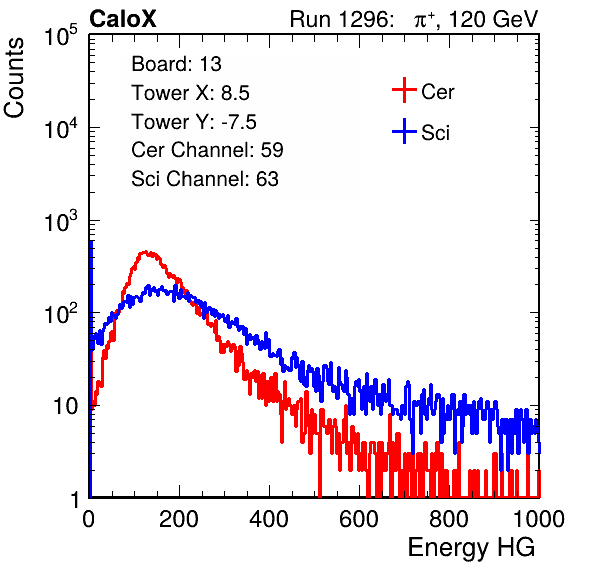 CaloX Run 1296: π⁺, 120 GeV
Board: 13
Tower X: 8.5
Tower Y: -7.5
Cer Channel: 59
Sci Channel: 63
Cer
Sci
Counts
10⁵
10⁴
10³
10²
10
1
0 200 400 600 800 1000
Energy HG